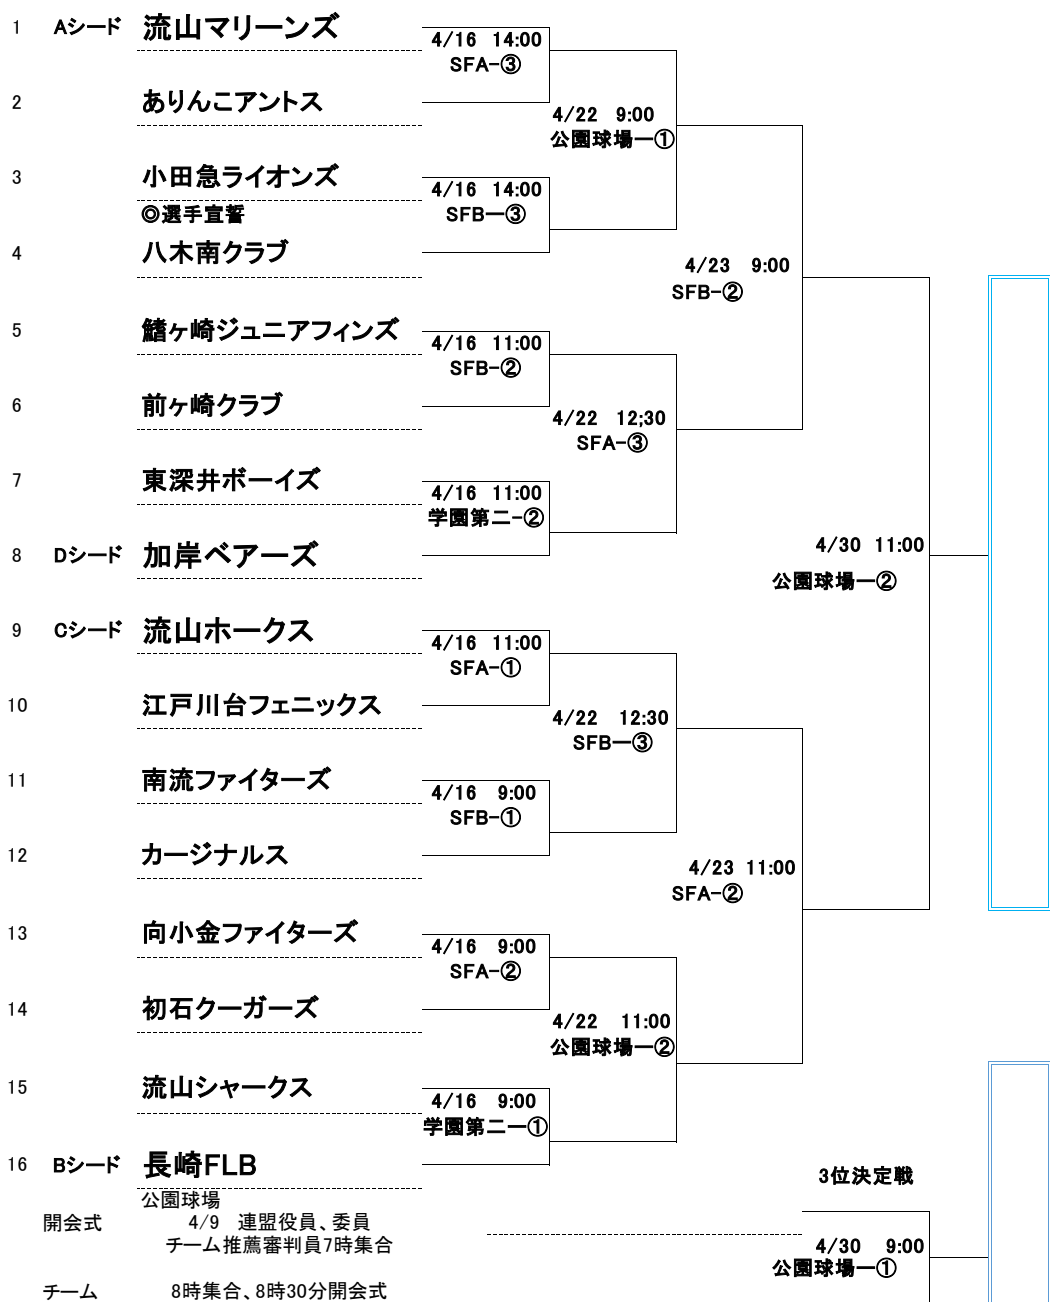 1 Aシード 流山マリーンズ
4/16 14:00
SFA-③
2 ありんこアントス
4/22 9:00
公園球場ー①
3 小田急ライオンズ
4/16 14:00
◎選手宣誓
SFBー③
4 八木南クラブ
4/23 9:00
SFB-②
5 鰭ヶ崎ジュニアフィンズ
4/16 11:00
SFB-②
6 前ヶ崎クラブ
4/22 12;30
SFA-③
7 東深井ボーイズ
4/16 11:00
学園第二-②
8 Dシード 加岸ベアーズ
4/30 11:00
公園球場ー②
9 Cシード 流山ホークス
4/16 11:00
SFA-①
10 江戸川台フェニックス
4/22 12:30
SFBー③
11 南流ファイターズ
4/16 9:00
SFB-①
12 カージナルス
4/23 11:00
SFA-②
13 向小金ファイターズ
4/16 9:00
SFA-②
14 初石クーガーズ
4/22 11:00
公園球場ー②
15 流山シャークス
4/16 9:00
学園第二ー①
16 Bシード 長崎FLB
3位決定戦
公園球場
開会式 4/9 連盟役員、委員
チーム推薦審判員7時集合
4/30 9:00
公園球場ー①
チーム 8時集合、8時30分開会式